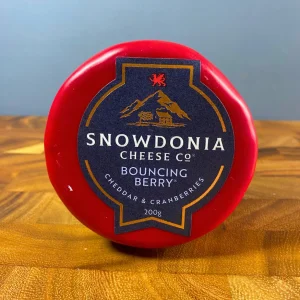 SNOWDONIA
CHEESE CO®
BOUNCING
BERRY®
CHEDDAR & CRANBERRIES
200g